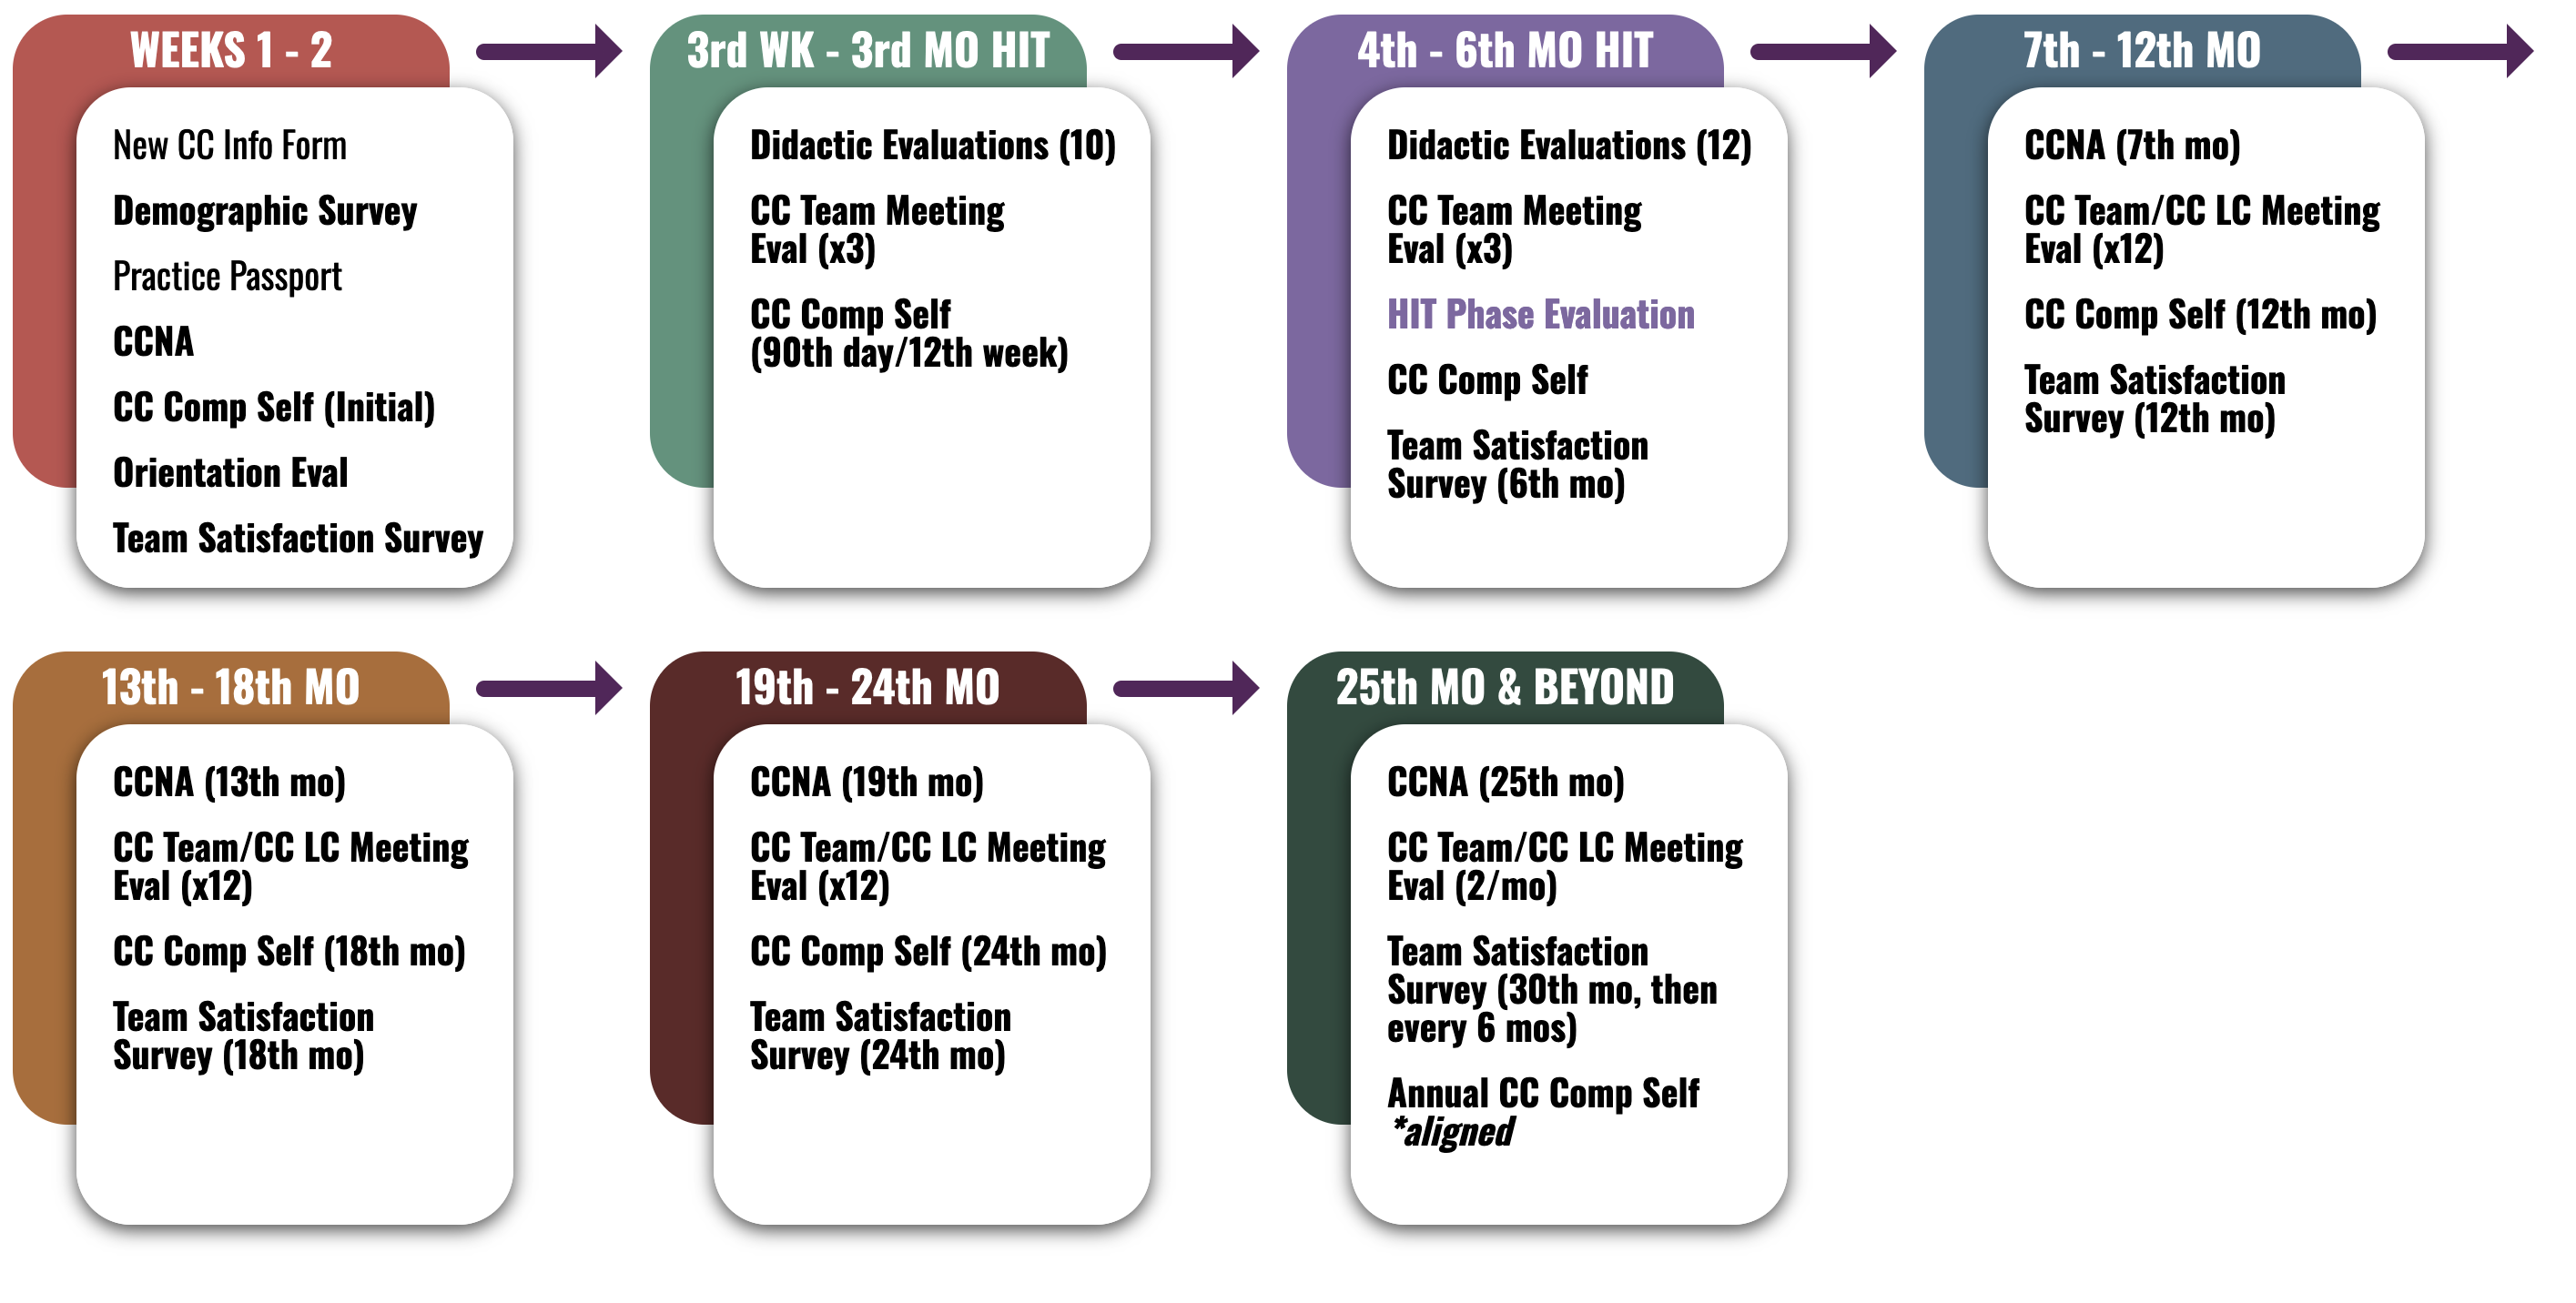 WEEKS 1 - 2
New CC Info Form
Demographic Survey
Practice Passport
CCNA
CC Comp Self (Initial)
Orientation Eval
Team Satisfaction Survey
3rd WK - 3rd MO HIT
Didactic Evaluations (10)
CC Team Meeting
Eval (x3)
CC Comp Self
(90th day/12th week)
4th - 6th MO HIT
Didactic Evaluations (12)
CC Team Meeting
Eval (x3)
HIT Phase Evaluation
CC Comp Self
Team Satisfaction
Survey (6th mo)
7th - 12th MO
CCNA (7th mo)
CC Team/CC LC Meeting
Eval (x12)
CC Comp Self (12th mo)
Team Satisfaction
Survey (12th mo)
13th - 18th MO
CCNA (13th mo)
CC Team/CC LC Meeting
Eval (x12)
CC Comp Self (18th mo)
Team Satisfaction
Survey (18th mo)
19th - 24th MO
CCNA (19th mo)
CC Team/CC LC Meeting
Eval (x12)
CC Comp Self (24th mo)
Team Satisfaction
Survey (24th mo)
25th MO & BEYOND
CCNA (25th mo)
CC Team/CC LC Meeting
Eval (2/mo)
Team Satisfaction
Survey (30th mo, then
every 6 mos)
Annual CC Comp Self
*aligned